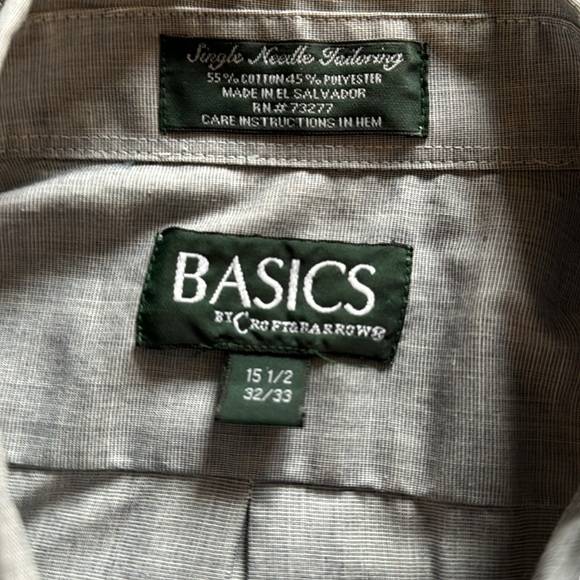 Single Needle Tailoring
55% COTTON 45% POLYESTER
MADE IN EL SALVADOR
RN.# 73277
CARE INSTRUCTIONS IN HEM
BASICS
BY CROFT&BARROW®
15 1/2
32/33